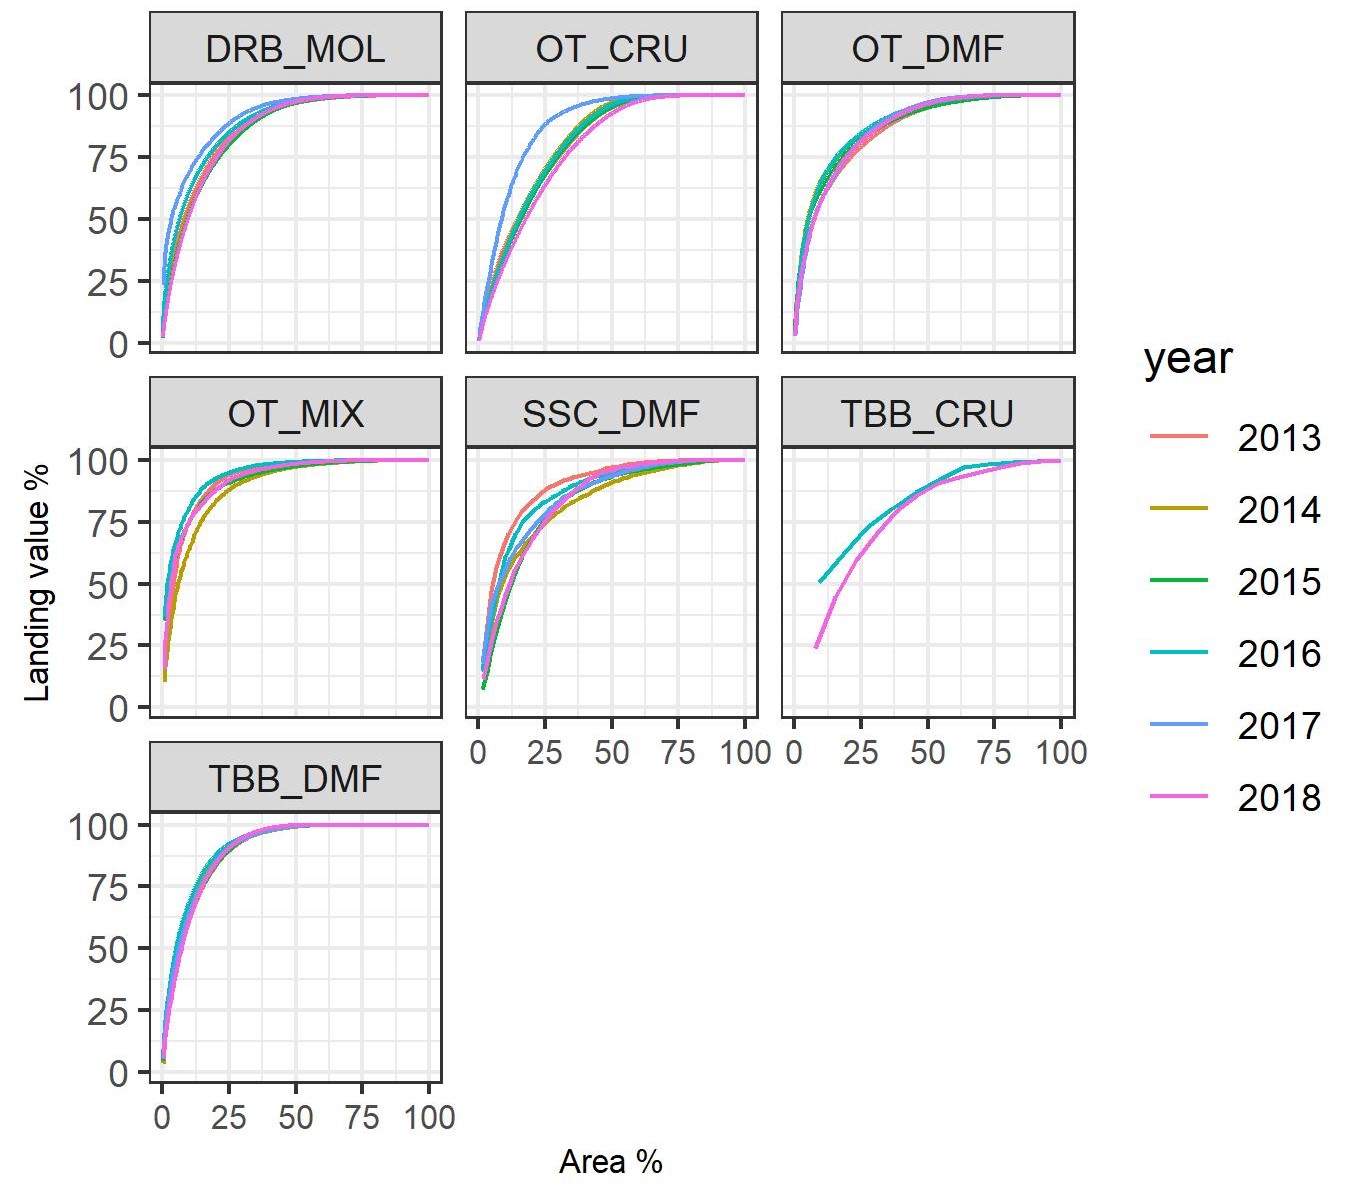 DRB_MOL OT_CRU OT_DMF
100
75
50
25
0
OT_MIX SSC_DMF TBB_CRU
100
75
50
25
0
0 25 50 75 100 0 25 50 75 100
TBB_DMF
100
75
50
25
0
0 25 50 75 100
Area %
Landing value %
year
2013
2014
2015
2016
2017
2018